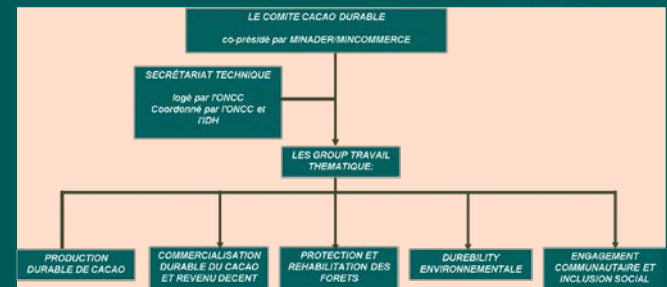 LE COMITE CACAO DURABLE
co-présidé par MINADER/MINCOMMERCE
SECRÉTARIAT TECHNIQUE
logé par l'ONCC
Coordonné par l'ONCC et
l'IDH
LES GROUP TRAVAIL
THEMATIQUE:
PRODUCTION
DURABLE DE CACAO
COMMERCIALISATION
DURABLE DU CACAO
ET REVENU DECENT
PROTECTION ET
REHABILITATION DES
FORETS
DUREBILITY
ENVIRONNEMENTALE
ENGAGEMENT
COMMUNAUTAIRE ET
INCLUSION SOCIAL